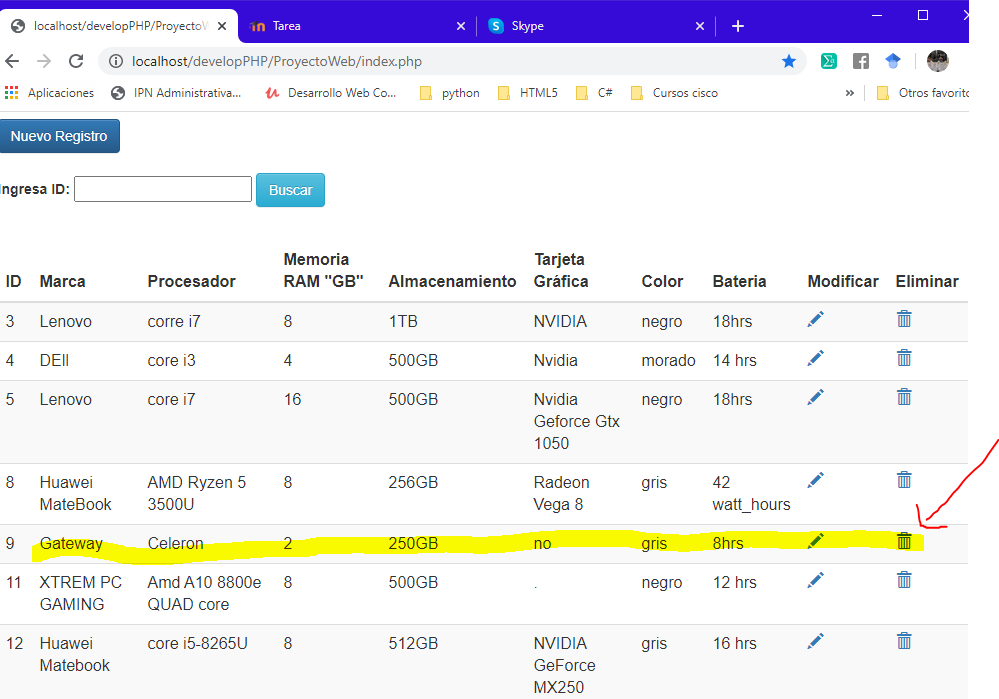 localhost/developPHP/ProyectoW
Tarea
Skype
localhost/developPHP/ProyectoWeb/index.php
Aplicaciones
IPN Administrativa...
Desarrollo Web Co...
python
HTML5
C#
Cursos cisco
»
Otros favorito
Nuevo Registro
Ingresa ID:
Buscar
ID Marca Procesador Memoria RAM "GB" Almacenamiento Tarjeta Gráfica Color Bateria Modificar Eliminar
3 Lenovo corre i7 8 1TB NVIDIA negro 18hrs
4 DEll core i3 4 500GB Nvidia morado 14 hrs
5 Lenovo core i7 16 500GB Nvidia Geforce Gtx 1050 negro 18hrs
8 Huawei MateBook AMD Ryzen 5 3500U 8 256GB Radeon Vega 8 gris 42 watt_hours
9 Gateway Celeron 2 250GB no gris 8hrs
11 XTREM PC GAMING Amd A10 8800e QUAD core 8 500GB . negro 12 hrs
12 Huawei Matebook core i5-8265U 8 512GB NVIDIA GeForce MX250 gris 16 hrs